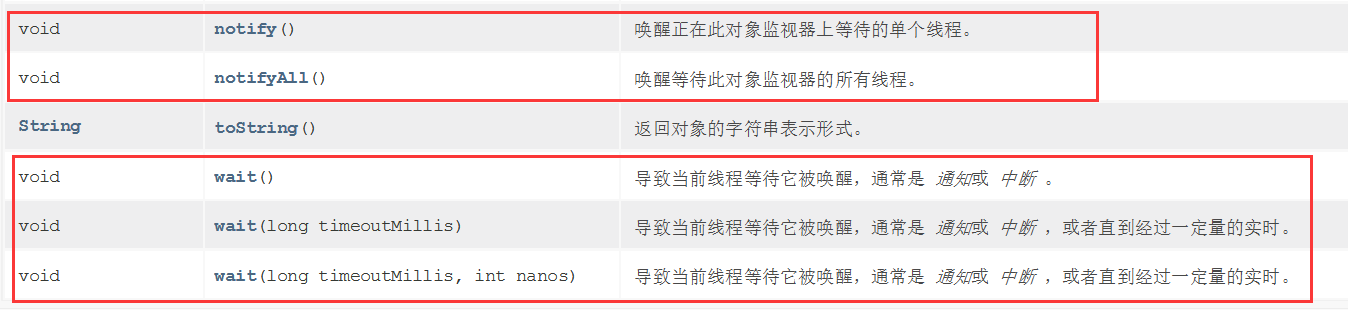 void notify() 唤醒正在此对象监视器上等待的单个线程。
void notifyAll() 唤醒等待此对象监视器的所有线程。
String toString() 返回对象的字符串表示形式。
void wait() 导致当前线程等待它被唤醒，通常是 通知或 中断 。
void wait(long timeoutMillis) 导致当前线程等待它被唤醒，通常是 通知或 中断 ，或者直到经过一定量的实时。
void wait(long timeoutMillis, int nanos) 导致当前线程等待它被唤醒，通常是 通知或 中断 ，或者直到经过一定量的实时。